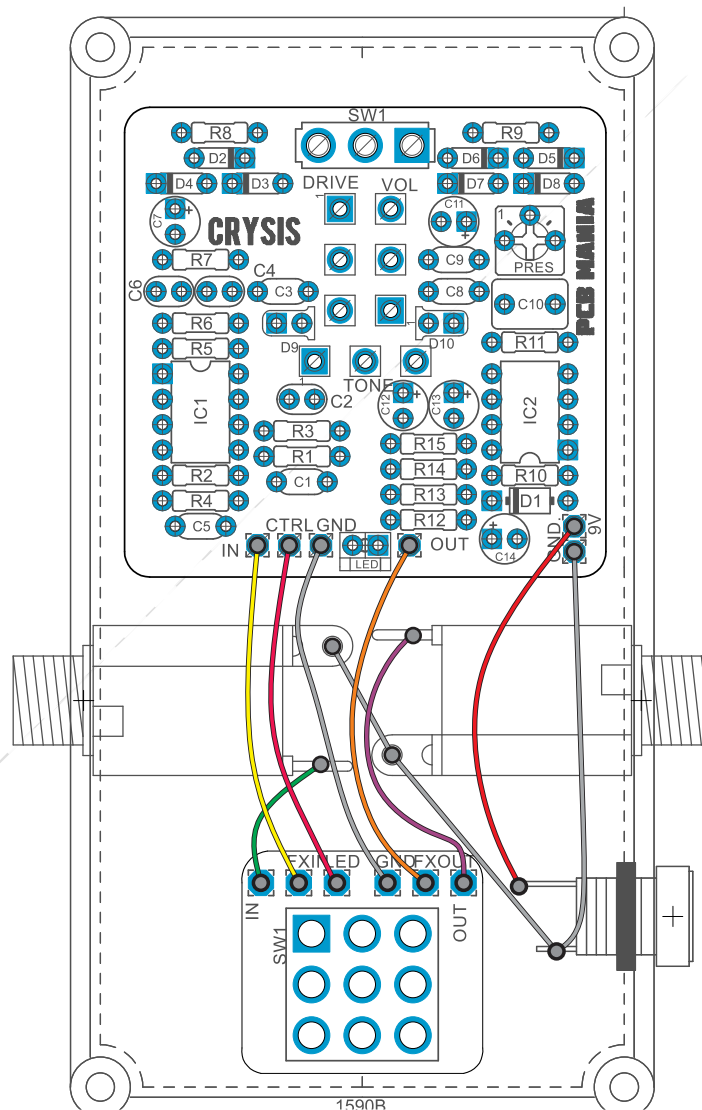 SW1
R8
R9
D2
D6
D5
D4
D3
DRIVE
VOL
D7
D8
1
C7
CRYSIS
C11
+
1
PRES
PCB MANIA
R7
C9
C6
C4
C3
C8
C10
R6
D9
1
D10
R11
R5
TONE
1
IC1
C2
C12
+
C13
+
IC2
R3
R15
R1
R14
R2
C1
R10
R4
R13
D1
C5
CTRL
GND
R12
+
C14
GND
9V
IN
LED
OUT
FXIN
LED
GND
FXOUT
IN
SW1
OUT
1590B